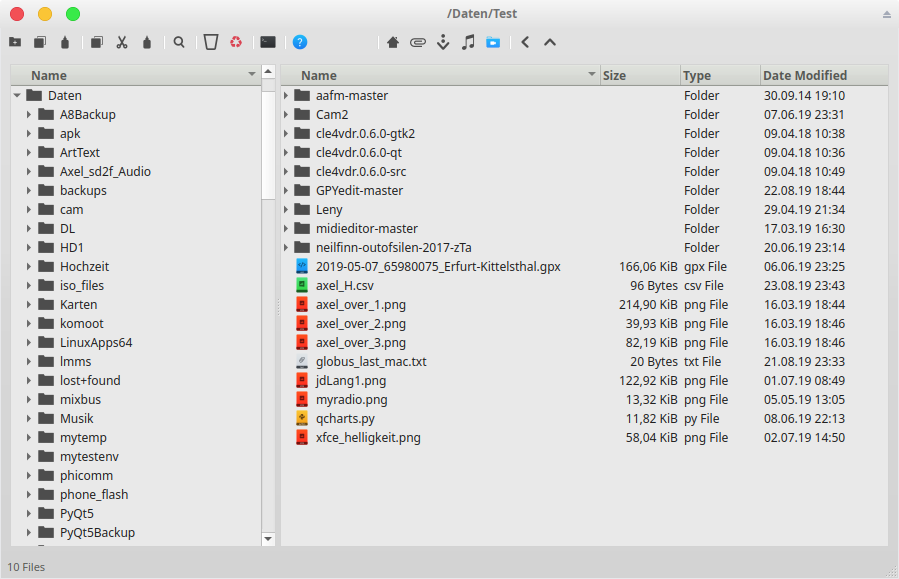 /Daten/Test
Name
Daten
A8Backup
apk
ArtText
Axel_sd2f_Audio
backups
cam
DL
HD1
Hochzeit
iso_files
Karten
komoot
LinuxApps64
lmms
lost+found
mixbus
Musik
mytemp
mytestenv
phicomm
phone_flash
PyQt5
PyQt5Backup
Name Size Type Date Modified
aafm-master Folder 30.09.14 19:10
Cam2 Folder 07.06.19 23:31
cle4vdr.0.6.0-gtk2 Folder 09.04.18 10:38
cle4vdr.0.6.0-qt Folder 09.04.18 10:36
cle4vdr.0.6.0-src Folder 09.04.18 10:49
GPYedit-master Folder 22.08.19 18:44
Leny Folder 29.04.19 21:34
midieditor-master Folder 17.03.19 16:30
neilfinn-outofsilen-2017-zTa Folder 20.06.19 23:14
2019-05-07_65980075_Erfurt-Kittelsthal.gpx 166,06 KiB gpx File 06.06.19 23:25
axel_H.csv 96 Bytes csv File 23.08.19 23:43
axel_over_1.png 214,90 KiB png File 16.03.19 18:44
axel_over_2.png 39,93 KiB png File 16.03.19 18:46
axel_over_3.png 82,19 KiB png File 16.03.19 18:46
globus_last_mac.txt 20 Bytes txt File 21.08.19 23:33
jdLang1.png 122,92 KiB png File 01.07.19 08:49
myradio.png 13,32 KiB png File 05.05.19 13:05
qcharts.py 11,82 KiB py File 08.06.19 22:13
xfce_helligkeit.png 58,04 KiB png File 02.07.19 14:50
10 Files